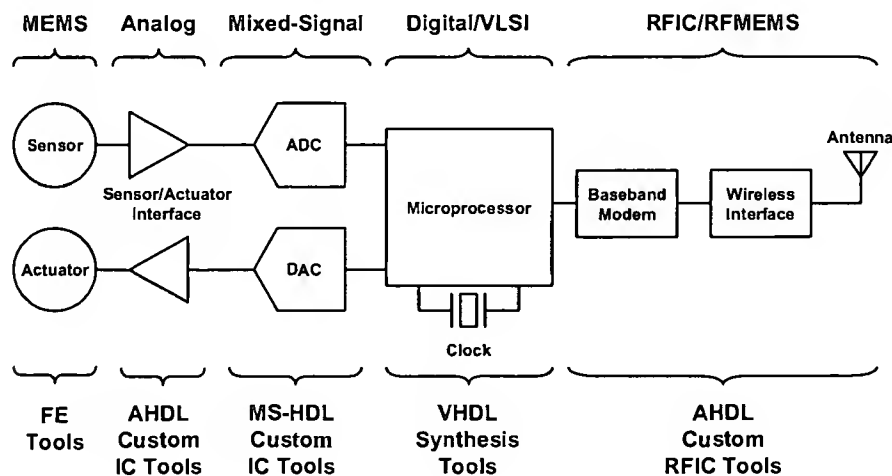 MEMS Analog Mixed-Signal Digital/VLSI RFIC/RFMEMS
Sensor
ADC
Antenna
Sensor/Actuator
Interface
Microprocessor
Baseband
Modem
Wireless
Interface
Actuator
DAC
Clock
FE
Tools
AHDL
Custom
IC Tools
MS-HDL
Custom
IC Tools
VHDL
Synthesis
Tools
AHDL
Custom
RFIC Tools